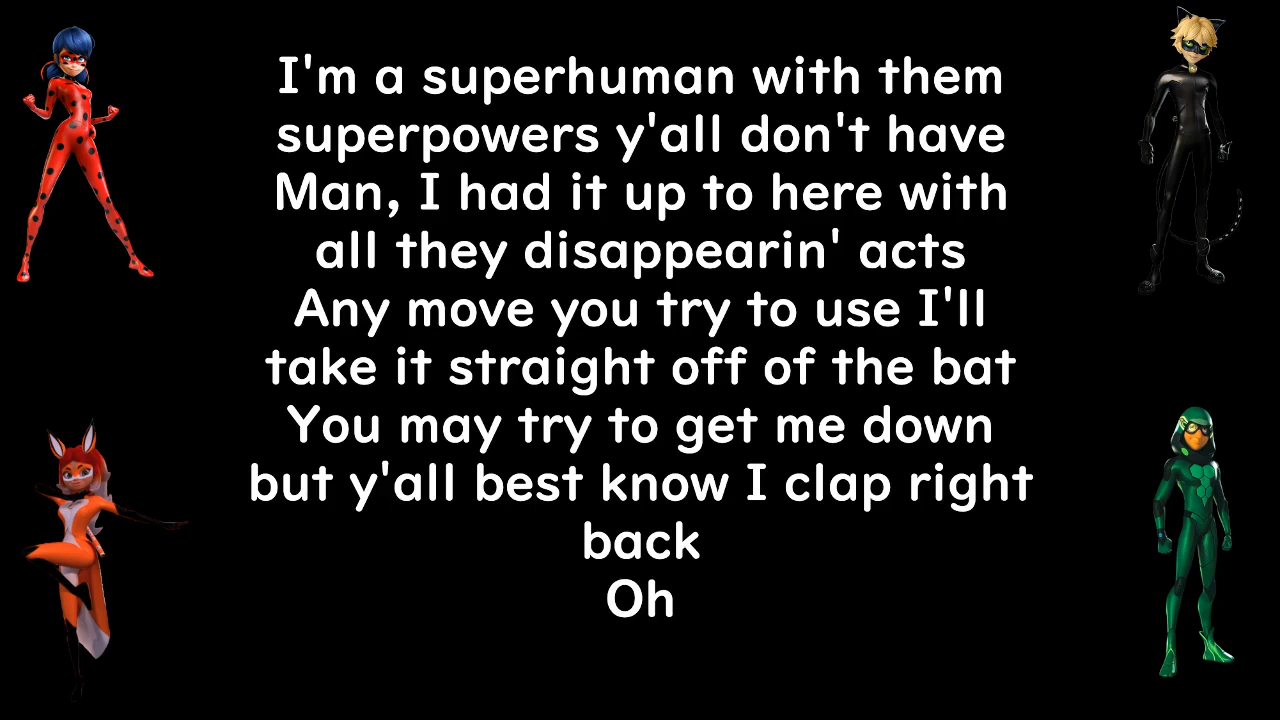 I'm a superhuman with them
superpowers y'all don't have
Man, I had it up to here with
all they disappearin' acts
Any move you try to use I'll
take it straight off of the bat
You may try to get me down
but y'all best know I clap right
back
Oh